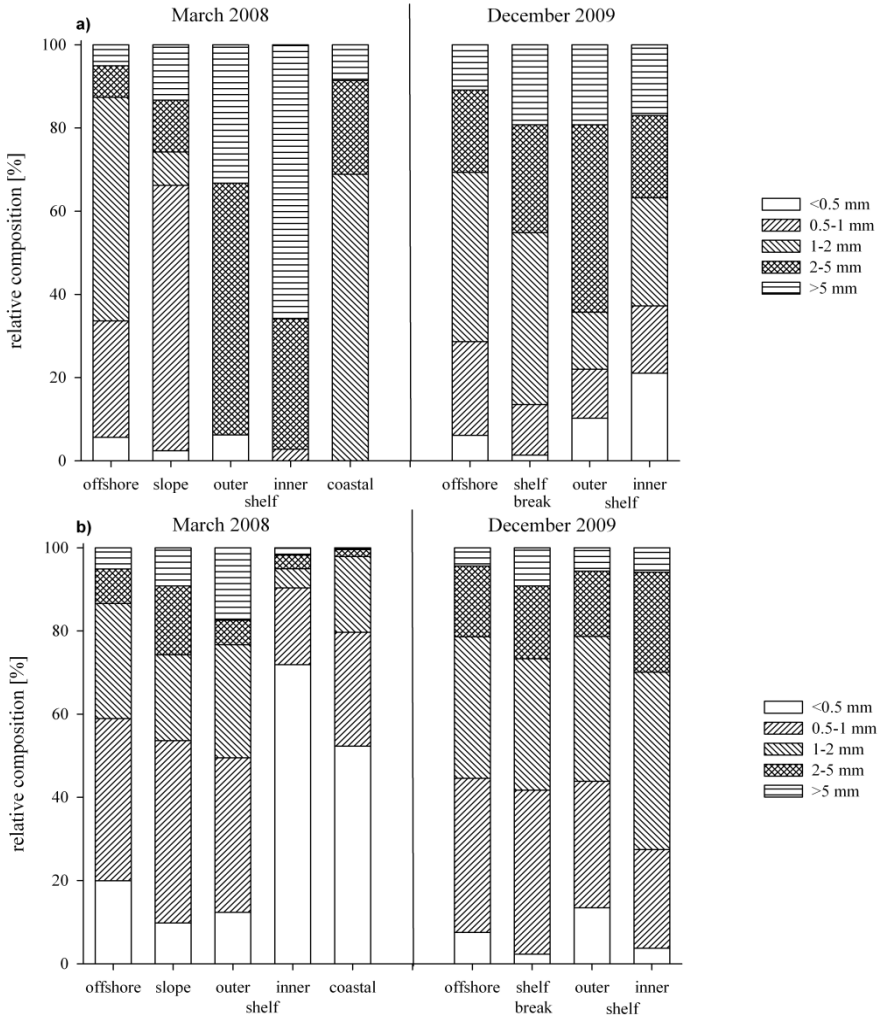 a)
March 2008
December 2009
100
80
60
40
20
0
relative composition [%]
offshore slope outer inner coastal
shelf
offshore shelf outer inner
break shelf
<0.5 mm
0.5-1 mm
1-2 mm
2-5 mm
>5 mm
b)
March 2008
December 2009
100
80
60
40
20
0
relative composition [%]
offshore slope outer inner coastal
shelf
offshore shelf outer inner
break shelf
<0.5 mm
0.5-1 mm
1-2 mm
2-5 mm
>5 mm